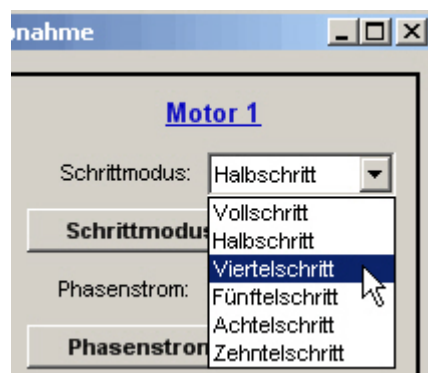 nahme
Motor 1
Schrittmodus: Halbschritt
Vollschritt
Schrittmodus
Halbschritt
Viertelschritt
Phasenstrom:
Fünftelschritt
Achtelschritt
Phasenstrom
Zehntelschritt